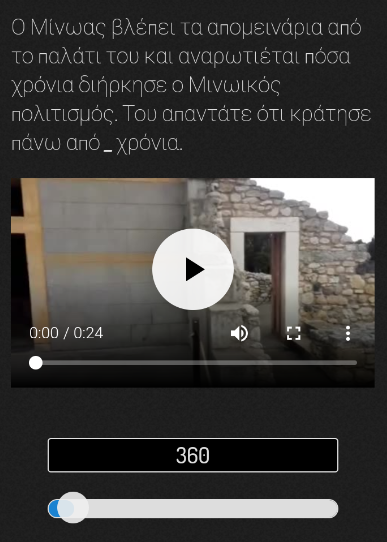 Ο Μίνωας βλέπει τα απομεινάρια από
το παλάτι του και αναρωτιέται πόσα
χρόνια διήρκησε ο Μινωικός
πολιτισμός. Του απαντάτε ότι κράτησε
πάνω από _ χρόνια.
0:00 / 0:24
360